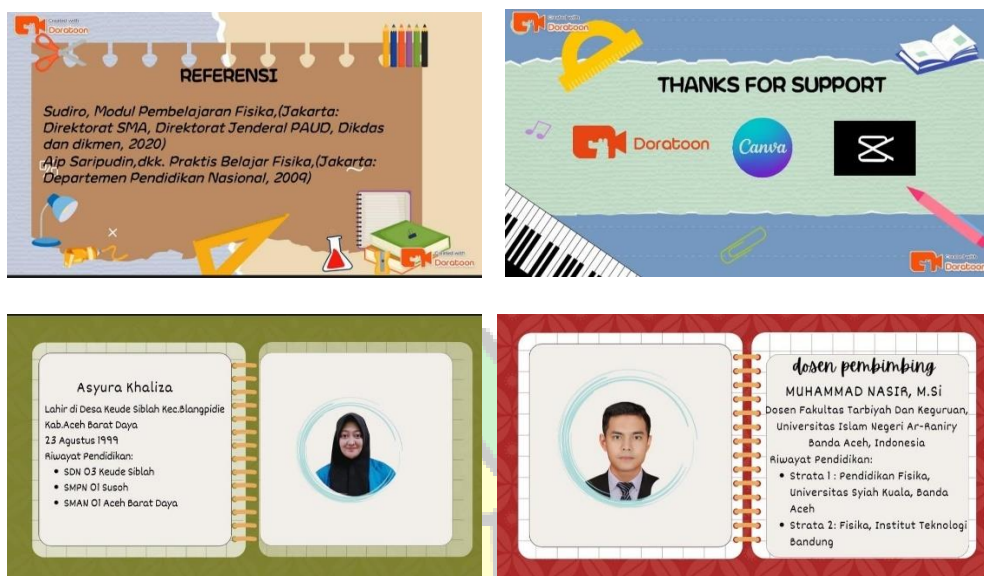 Created with
Doratoon
REFERENSI
Sudiro, Modul Pembelajaran Fisika,(Jakarta:
Direktorat SMA, Direktorat Jenderal PAUD, Dikdas
dan dikmen, 2020)
Aip Saripudin,dkk. Praktis Belajar Fisika,(Jakarta:
Departemen Pendidikan Nasional, 2009)
Created with
Doratoon
Created with
Doratoon
THANKS FOR SUPPORT
Doratoon
Canva
Created with
Doratoon
Asyura Khaliza
Lahir di Desa Keude Siblah Kec.Blangpidie
Kab.Aceh Barat Daya
23 Agustus 1999
Riwayat Pendidikan:
• SDN 03 Keude Siblah
• SMPN 01 Susoh
• SMAN 01 Aceh Barat Daya
dosen pembimbing
MUHAMMAD NASIR, M.Si
Dosen Fakultas Tarbiyah Dan Keguruan,
Universitas Islam Negeri Ar-Raniry
Banda Aceh, Indonesia
Riwayat Pendidikan:
• Strata 1 : Pendidikan Fisika,
Universitas Syiah Kuala, Banda
Aceh
• Strata 2: Fisika, Institut Teknologi
Bandung